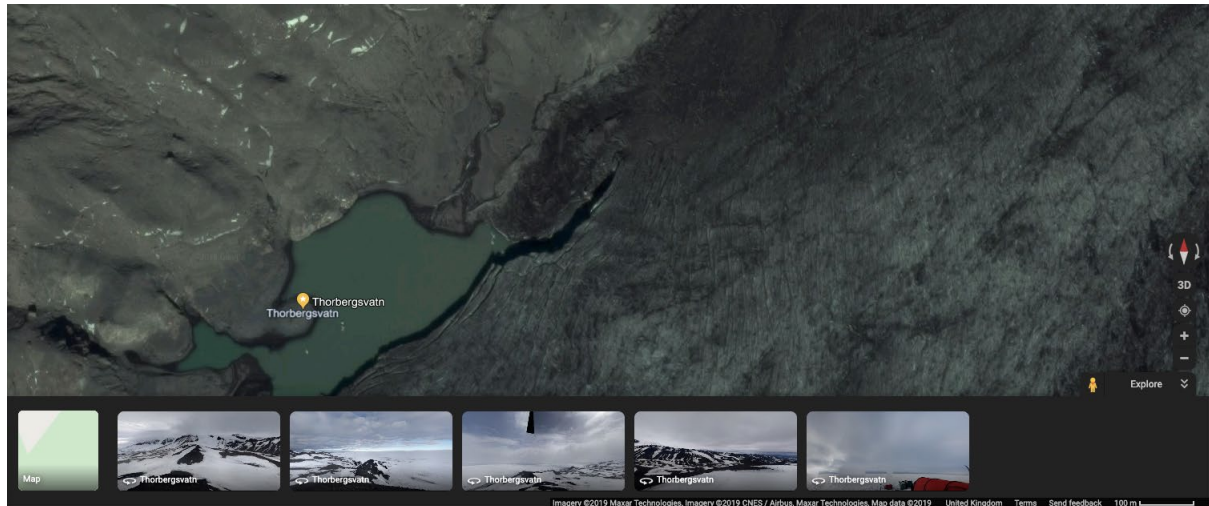 Thorbergsvatn
Thorbergsvatn
3D
+
−
Explore
Map
Thorbergsvatn
Thorbergsvatn
Thorbergsvatn
Thorbergsvatn
Thorbergsvatn
Imagery ©2019 Maxar Technologies, Imagery ©2019 CNES / Airbus, Maxar Technologies, Map data ©2019 United Kingdom Terms Send feedback 100 m